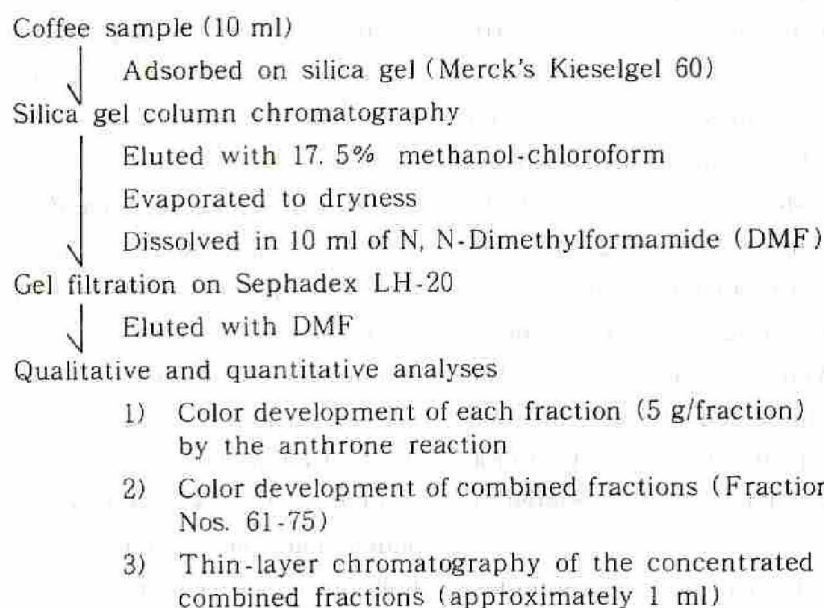 Coffee sample (10 ml)
Adsorbed on silica gel (Merck's Kieselgel 60)
Silica gel column chromatography
Eluted with 17. 5% methanol-chloroform
Evaporated to dryness
Dissolved in 10 ml of N, N-Dimethylformamide (DMF)
Gel filtration on Sephadex LH-20
Eluted with DMF
Qualitative and quantitative analyses
1) Color development of each fraction (5 g/fraction)
by the anthrone reaction
2) Color development of combined fractions (Fraction
Nos. 61-75)
3) Thin-layer chromatography of the concentrated
combined fractions (approximately 1 ml)